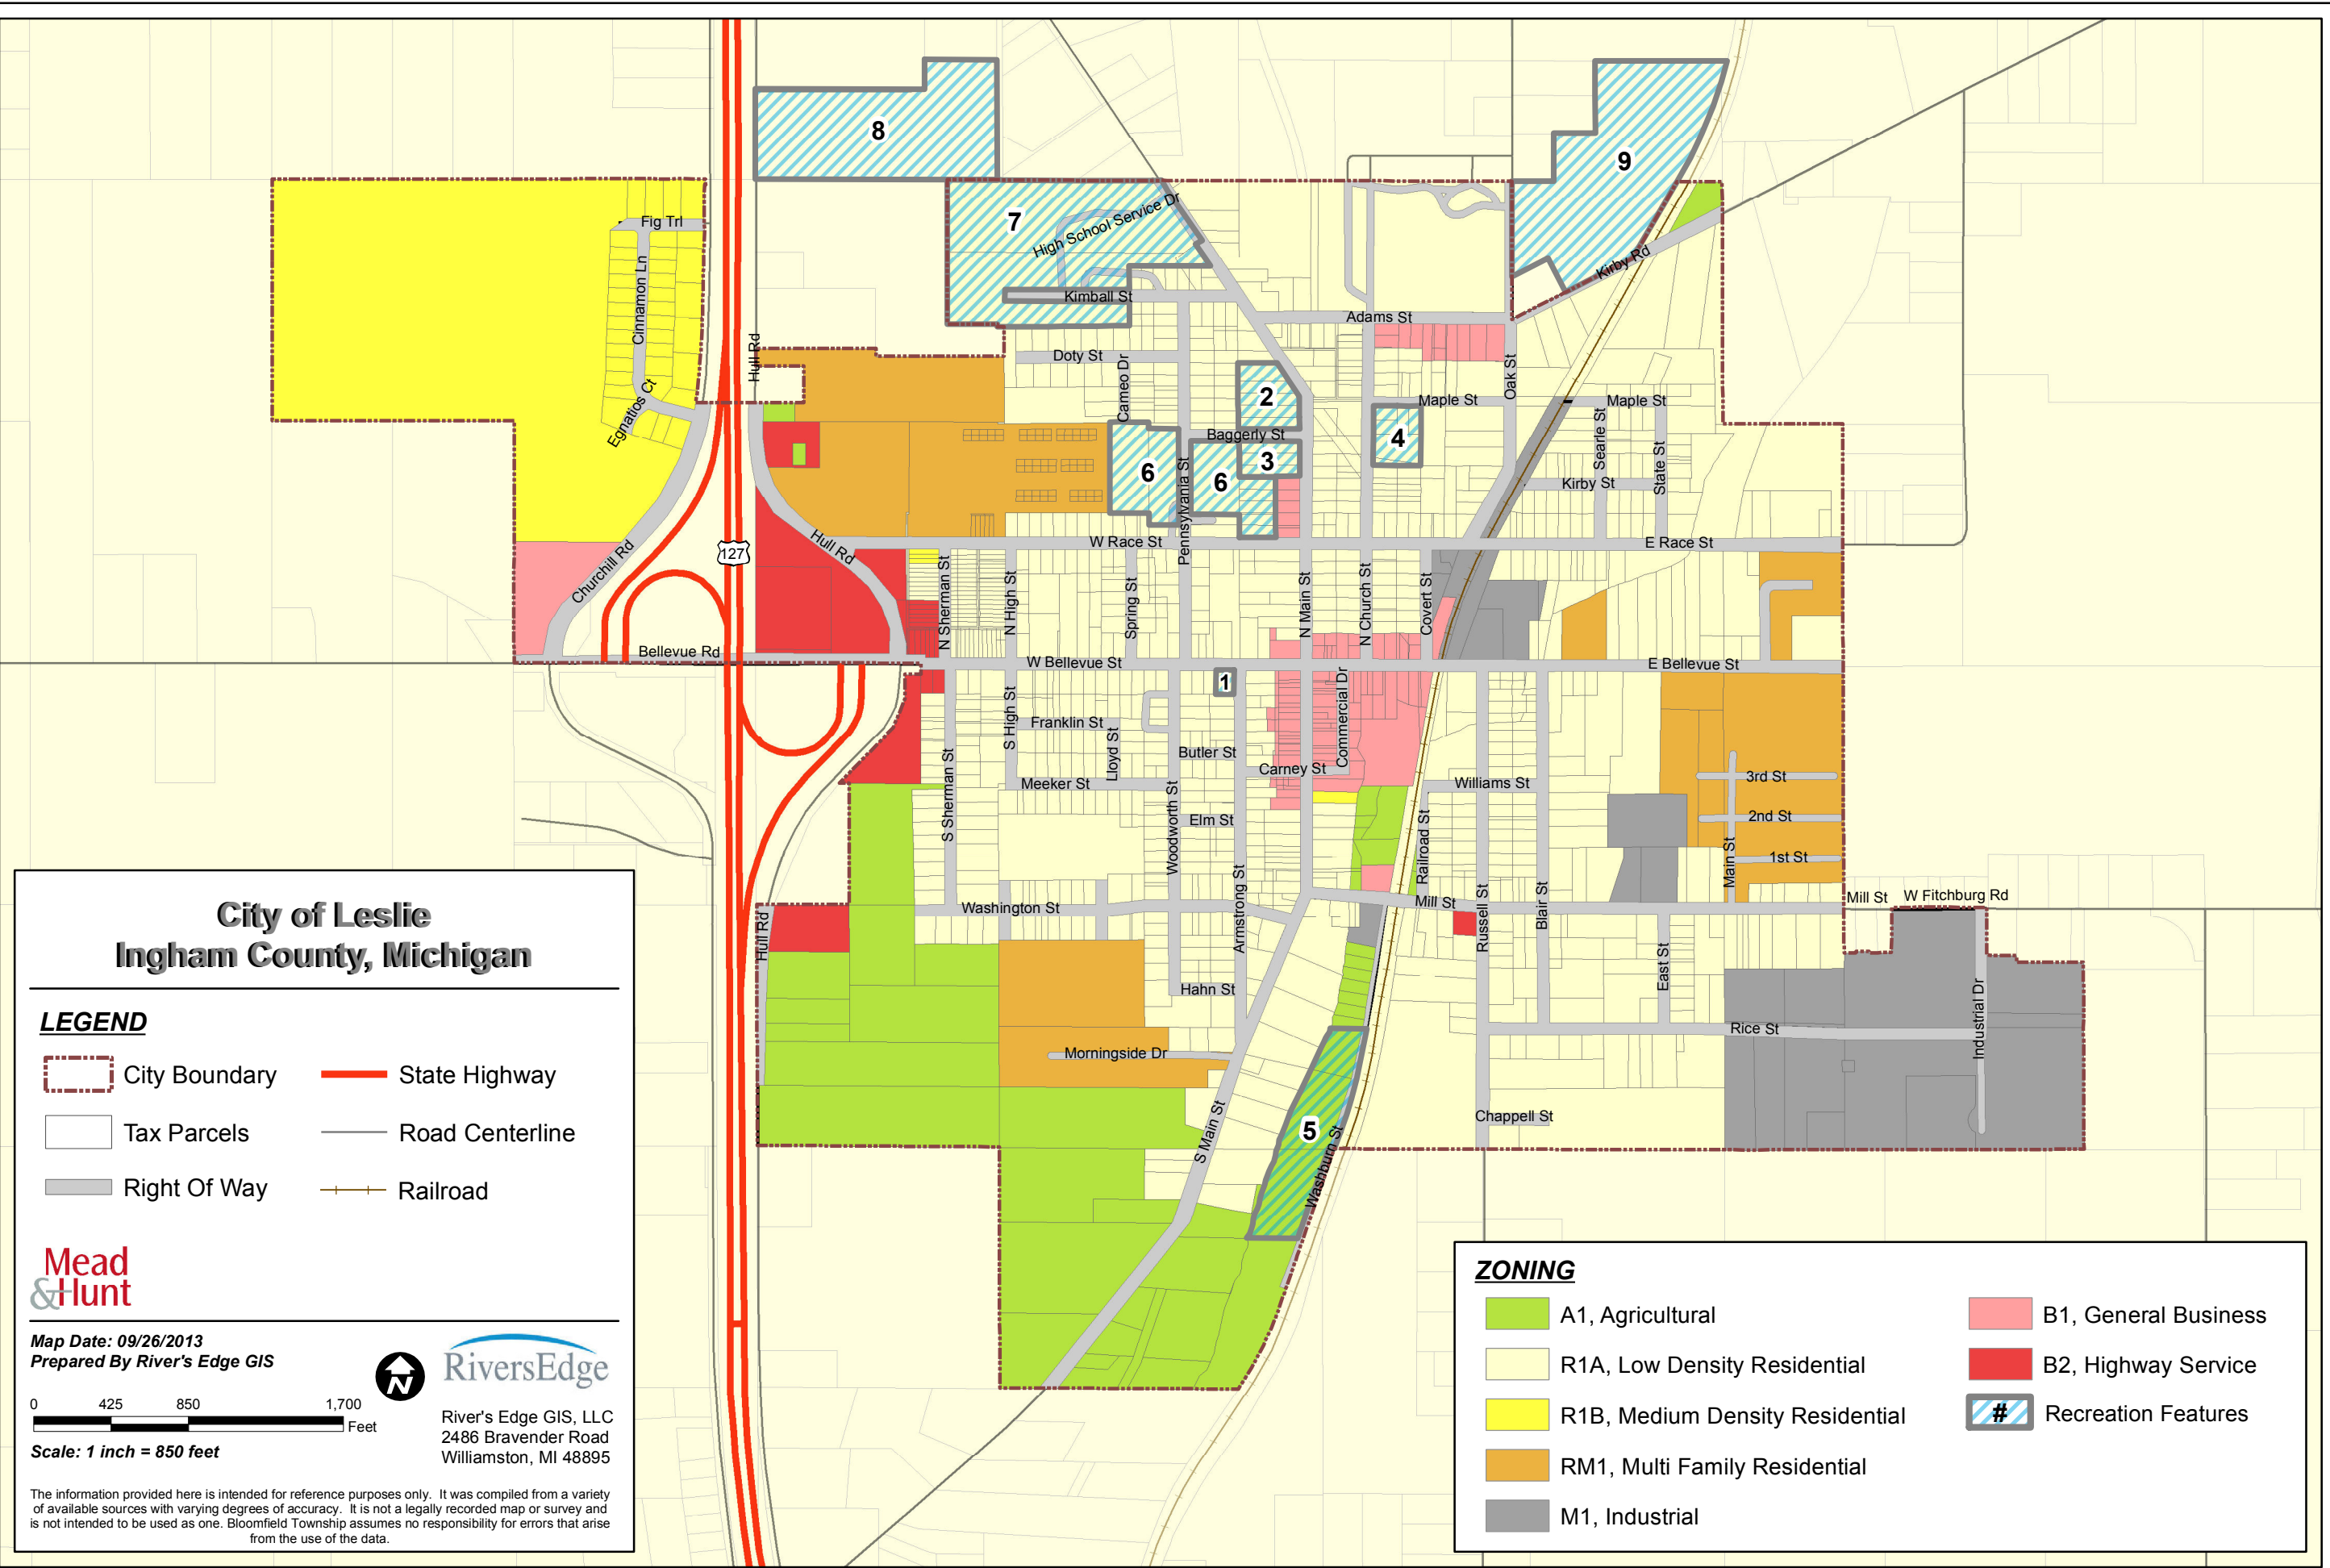 8
9
7
High School Service Dr
Fig Trl
Cinnamon Ln
Egnatios Ct
Hull Rd
Kimball St
Kirby Rd
Adams St
Doty St
Cameo Dr
Oak St
2
Baggerly St
3
4
6
6
Maple St
Maple St
Searle St
State St
Kirby St
Pennsylvania St
127
Hull Rd
Churchill Rd
W Race St
E Race St
N Sherman St
N High St
Spring St
N Main St
N Church St
Covert St
Bellevue Rd
W Bellevue St
E Bellevue St
1
S High St
Franklin St
Lloyd St
Butler St
Commercial Dr
Carney St
Meeker St
Williams St
S Sherman St
Woodworth St
Elm St
Armstrong St
Railroad St
3rd St
2nd St
1st St
Main St
Mill St
Mill St
W Fitchburg Rd
Washington St
Russell St
Blair St
East St
Hull Rd
Hahn St
Morningside Dr
Rice St
Industrial Dr
Chappell St
5
S Main St
Washburn St
City of Leslie
Ingham County, Michigan
LEGEND
City Boundary
State Highway
Tax Parcels
Road Centerline
Right Of Way
Railroad
Mead
&Hunt
Map Date: 09/26/2013
Prepared By River's Edge GIS
N
RiversEdge
0 425 850 1,700
Feet
Scale: 1 inch = 850 feet
River's Edge GIS, LLC
2486 Bravender Road
Williamston, MI 48895
The information provided here is intended for reference purposes only. It was compiled from a variety
of available sources with varying degrees of accuracy. It is not a legally recorded map or survey and
is not intended to be used as one. Bloomfield Township assumes no responsibility for errors that arise
from the use of the data.
ZONING
A1, Agricultural
R1A, Low Density Residential
R1B, Medium Density Residential
RM1, Multi Family Residential
M1, Industrial
B1, General Business
B2, Highway Service
# Recreation Features